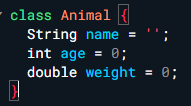 class Animal {
String name = '';
int age = 0;
double weight = 0;
}